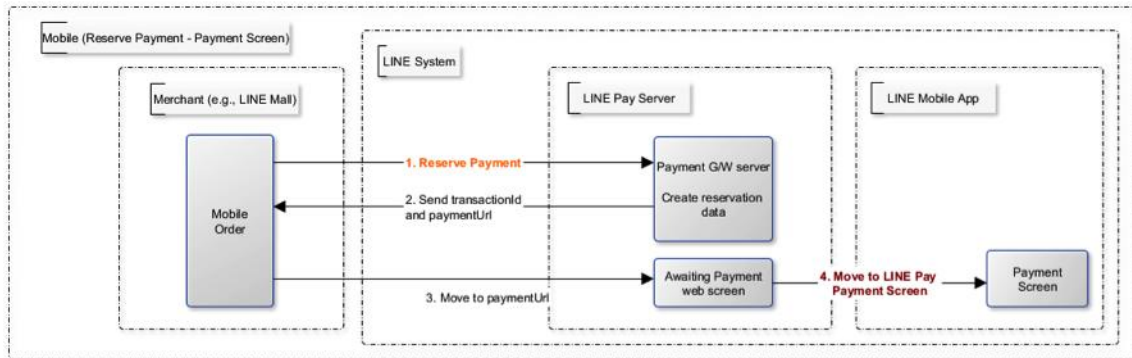 Mobile (Reserve Payment - Payment Screen)
LINE System
Merchant (e.g., LINE Mall)
LINE Pay Server
LINE Mobile App
1. Reserve Payment
Payment G/W server
Create reservation
data
2. Send transactionId
and paymentUrl
Mobile
Order
3. Move to paymentUrl
Awaiting Payment
web screen
4. Move to LINE Pay
Payment Screen
Payment
Screen